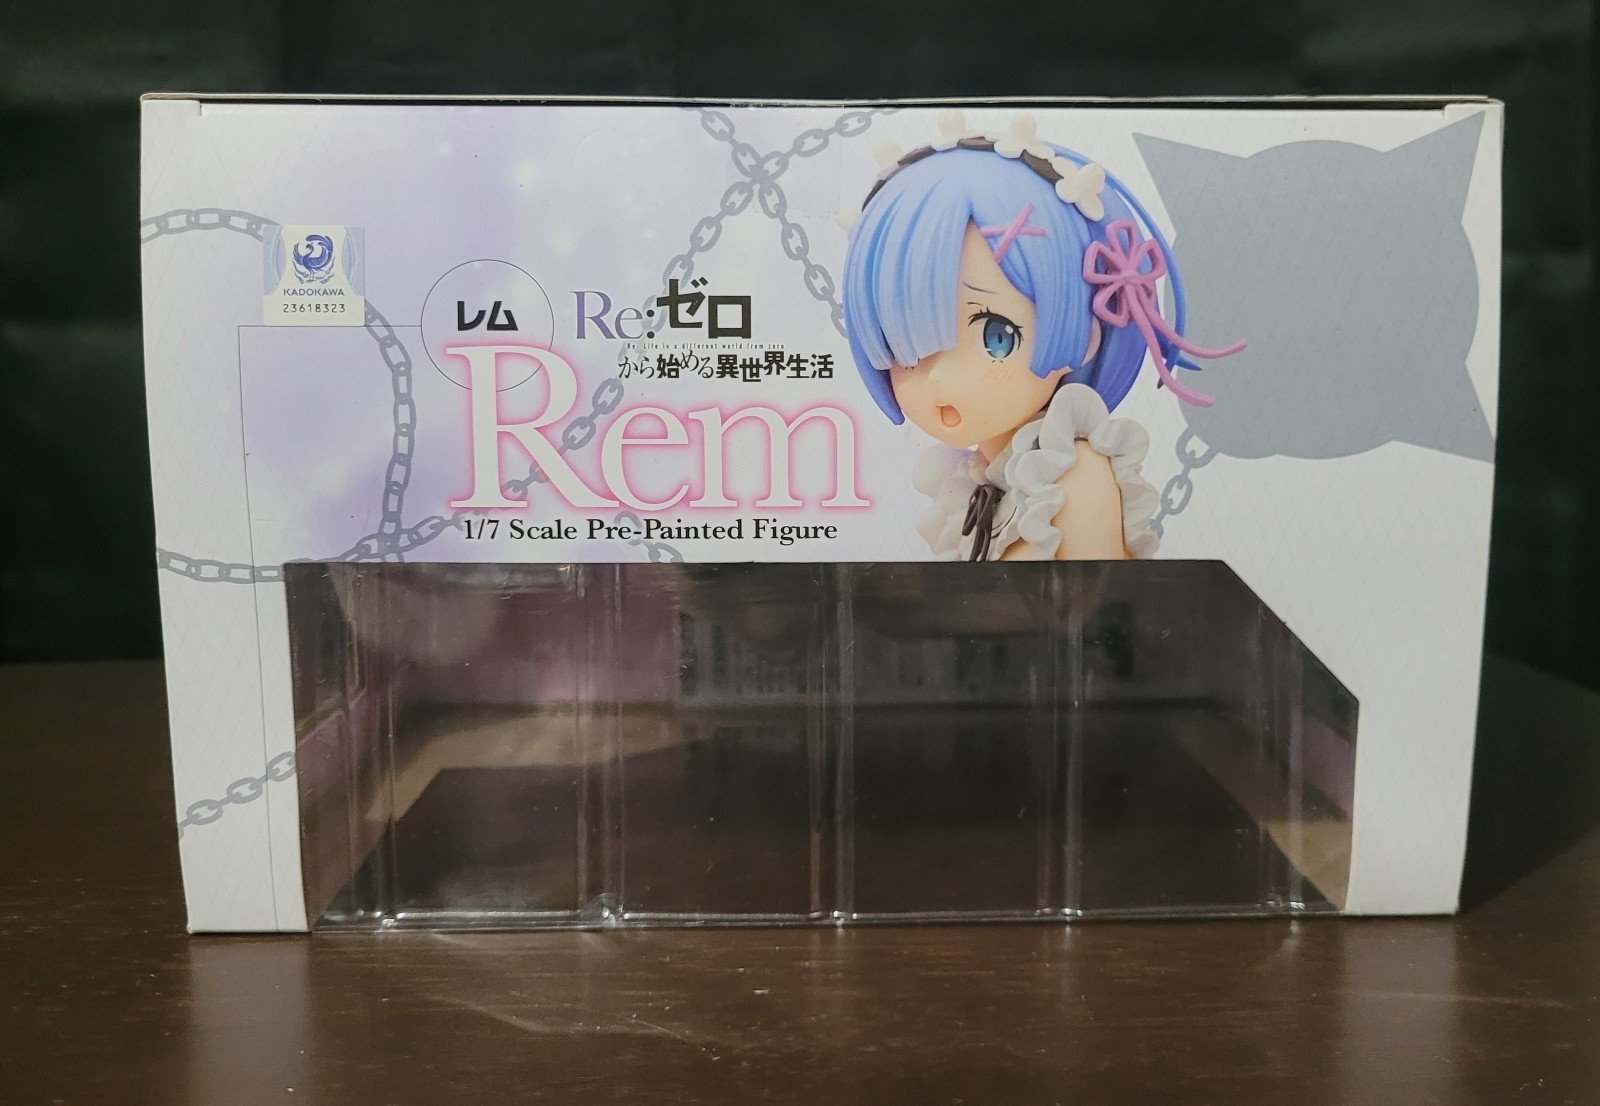 KADOKAWA
23618323
レム
Re:ゼロ
Re: Life in a different world from zero
から始める異世界生活
Rem
1/7 Scale Pre-Painted Figure